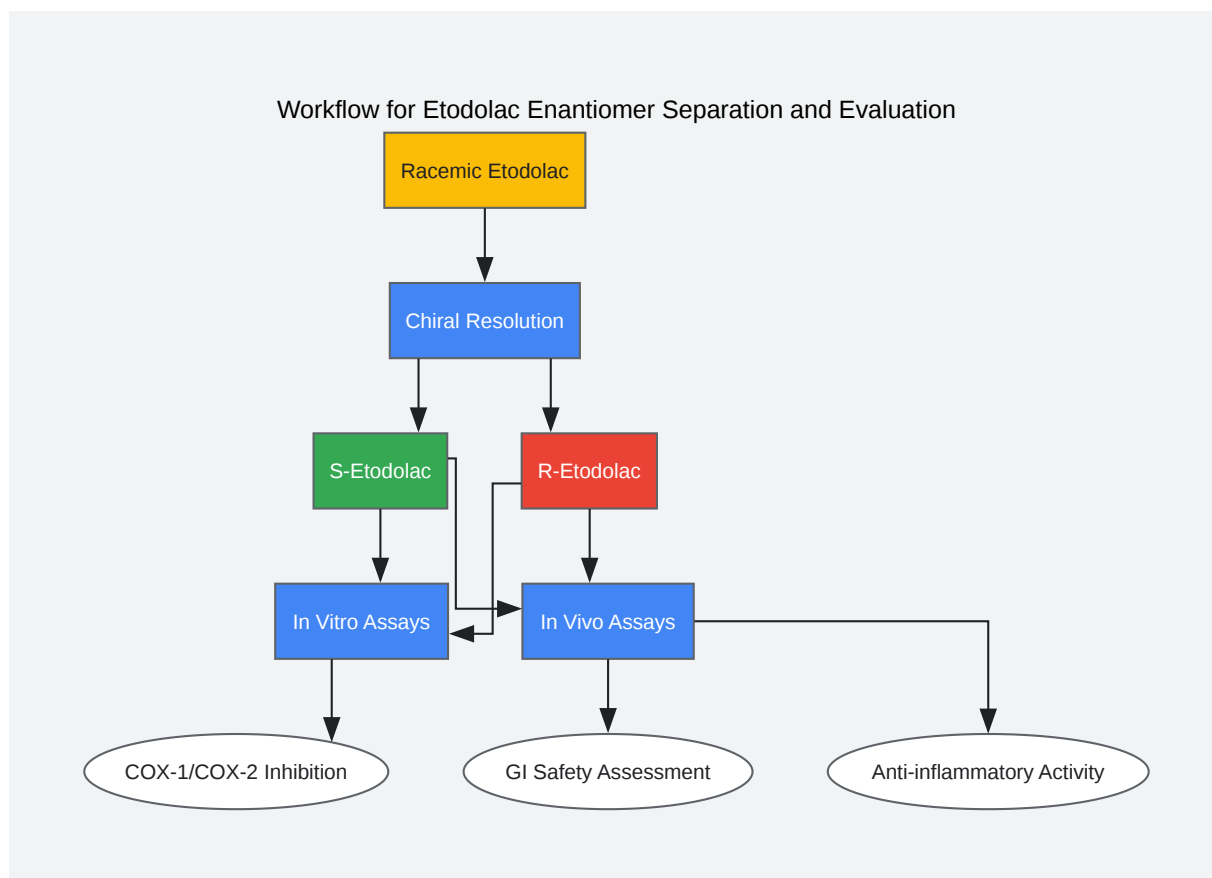 Workflow for Etodolac Enantiomer Separation and Evaluation
Racemic Etodolac
Chiral Resolution
S-Etodolac
R-Etodolac
In Vitro Assays
In Vivo Assays
COX-1/COX-2 Inhibition
GI Safety Assessment
Anti-inflammatory Activity